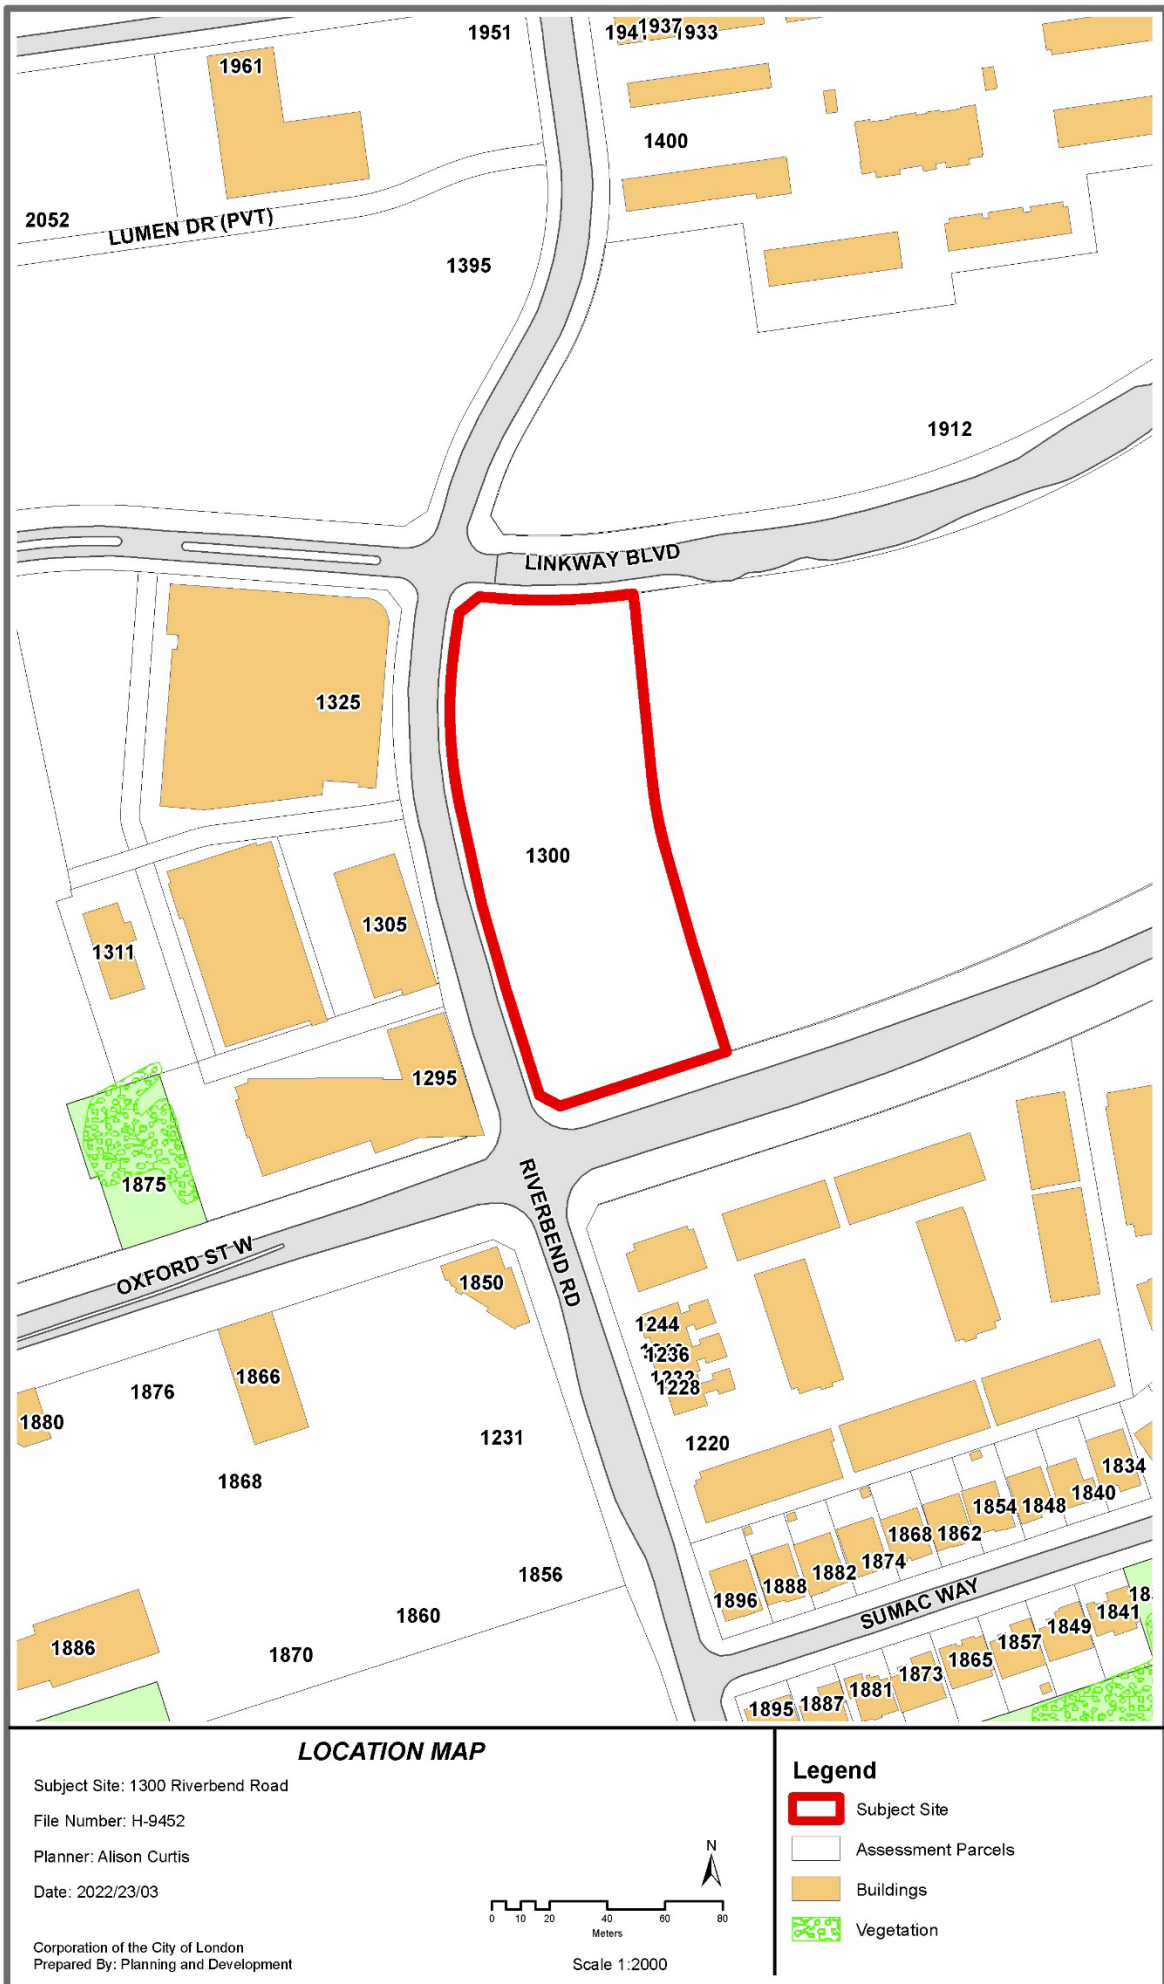 1951
1941
1937
1933
1961
1400
2052
LUMEN DR (PVT)
1395
1912
LINKWAY BLVD
1325
1300
1305
1311
1295
1875
RIVERBEND RD
OXFORD ST W
1850
1244
1236
1228
1866
1876
1880
1231
1220
1868
1834
1840
1848
1854
1862
1868
1874
1882
1888
1896
1856
SUMAC WAY
1860
1841
1849
1857
1865
1873
1881
1887
1895
1886
1870
LOCATION MAP
Subject Site: 1300 Riverbend Road
File Number: H-9452
Planner: Alison Curtis
Date: 2022/23/03
Corporation of the City of London
Prepared By: Planning and Development
N
0 10 20 40 60 80
Meters
Scale 1:2000
Legend
Subject Site
Assessment Parcels
Buildings
Vegetation